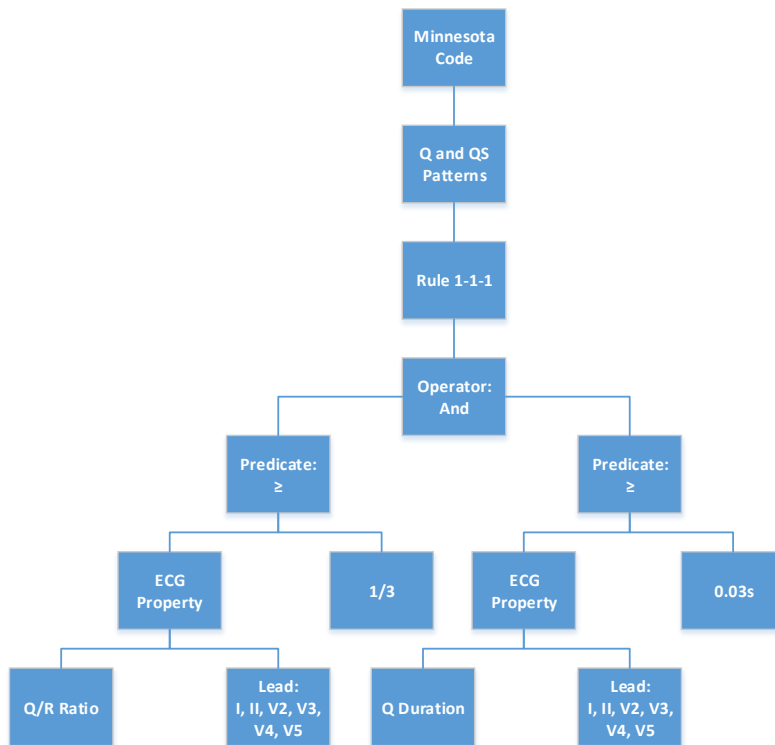 Minnesota
Code
Q and QS
Patterns
Rule 1-1-1
Operator:
And
Predicate:
≥
Predicate:
≥
ECG
Property
1/3
ECG
Property
0.03s
Q/R Ratio
Lead:
I, II, V2, V3,
V4, V5
Q Duration
Lead:
I, II, V2, V3,
V4, V5